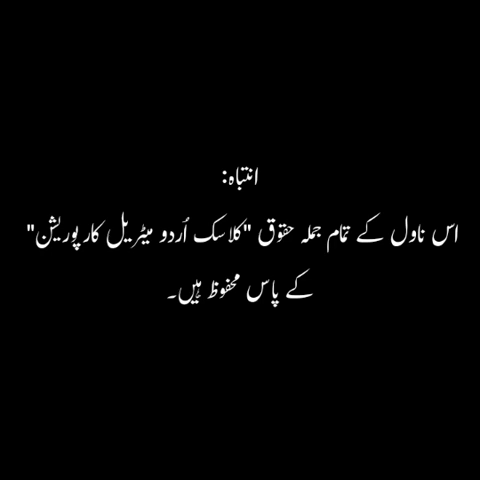 انتباہ:
اس ناول کے تمام جملہ حقوق "کلاسک اُردو میٹریل کارپوریشن"
کے پاس محفوظ ہیں۔